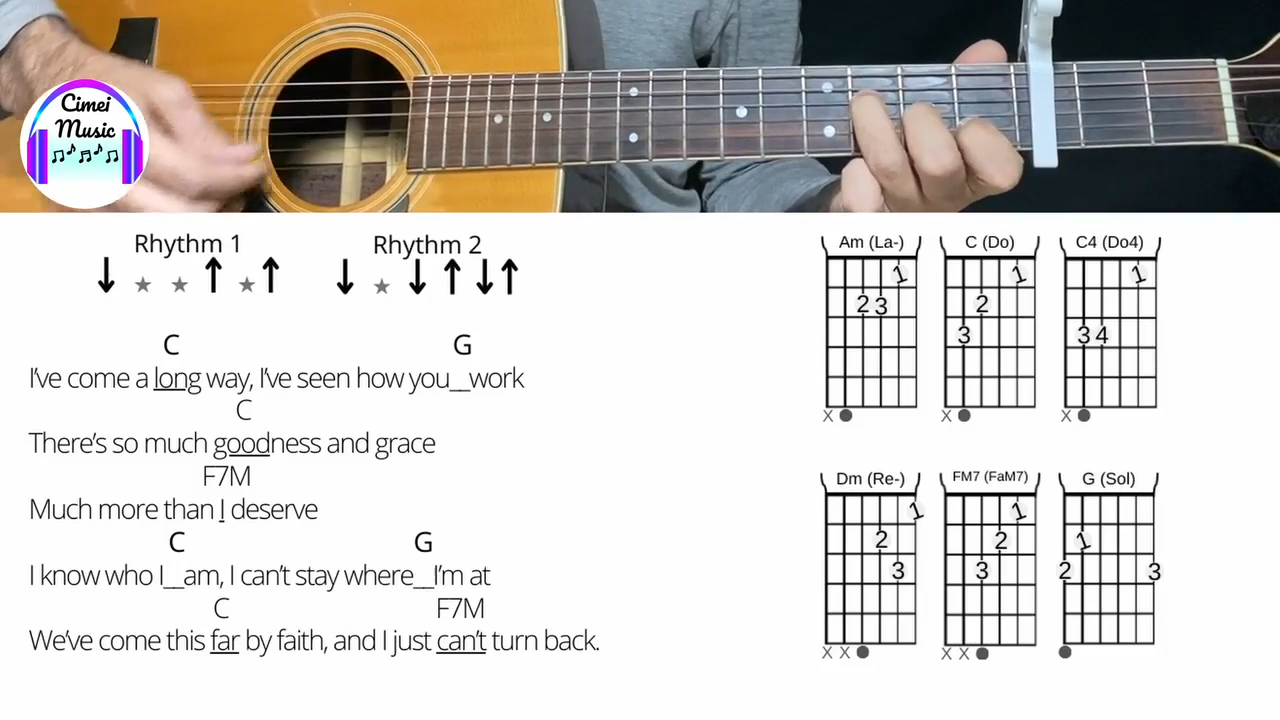 Cimei
Music
Rhythm 1
Rhythm 2
C G
I've come a long way, I've seen how you__work
C
There's so much goodness and grace
F7M
Much more than I deserve
C G
I know who I__am, I can't stay where__I'm at
C F7M
We've come this far by faith, and I just can't turn back.
Am (La-)
1
2 3
X
C (Do)
1
2
3
X
C4 (Do4)
1
3 4
X
Dm (Re-)
1
2
3
X X
FM7 (FaM7)
1
2
3
X X
G (Sol)
1
2 3